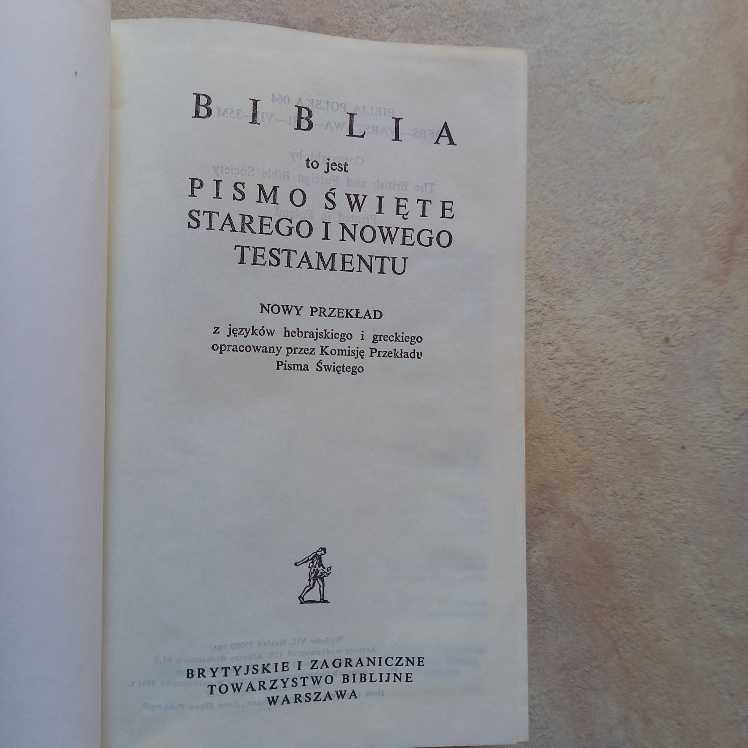 BIBLIA
to jest
PISMO ŚWIĘTE
STAREGO I NOWEGO
TESTAMENTU
NOWY PRZEKŁAD
z języków hebrajskiego i greckiego
opracowany przez Komisję Przekładu
Pisma Świętego
BRYTYJSKIE I ZAGRANICZNE
TOWARZYSTWO BIBLIJNE
WARSZAWA